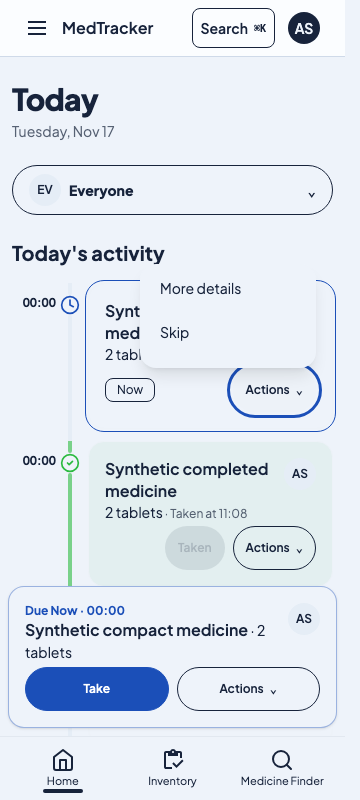 MedTracker
Search ⌘K
AS
Today
Tuesday, Nov 17
EV
Everyone
Today's activity
00:00
More details
Skip
Synt
med
2 tabl
Now
Actions
00:00
Synthetic completed
medicine
AS
2 tablets · Taken at 11:08
Taken
Actions
Due Now · 00:00
AS
Synthetic compact medicine · 2
tablets
Take
Actions
Home
Inventory
Medicine Finder